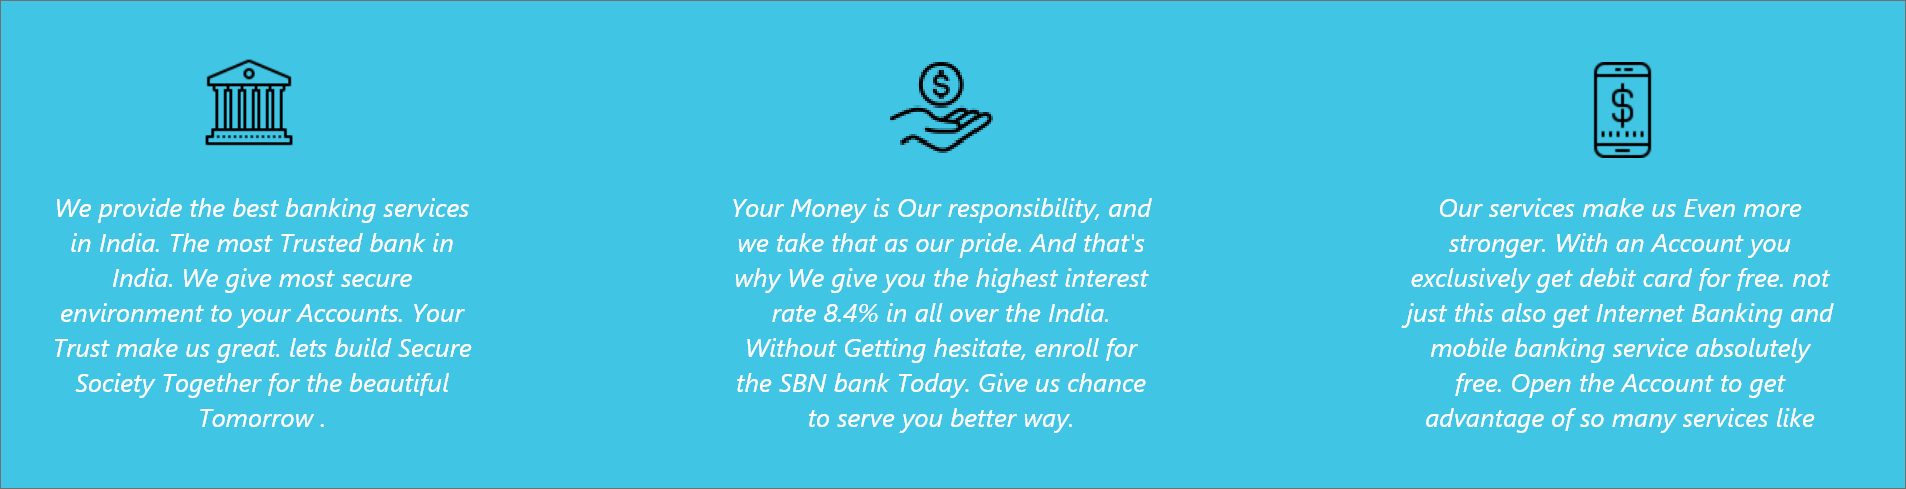 We provide the best banking services
in India. The most Trusted bank in
India. We give most secure
environment to your Accounts. Your
Trust make us great. lets build Secure
Society Together for the beautiful
Tomorrow .
Your Money is Our responsibility, and
we take that as our pride. And that's
why We give you the highest interest
rate 8.4% in all over the India.
Without Getting hesitate, enroll for
the SBN bank Today. Give us chance
to serve you better way.
Our services make us Even more
stronger. With an Account you
exclusively get debit card for free. not
just this also get Internet Banking and
mobile banking service absolutely
free. Open the Account to get
advantage of so many services like